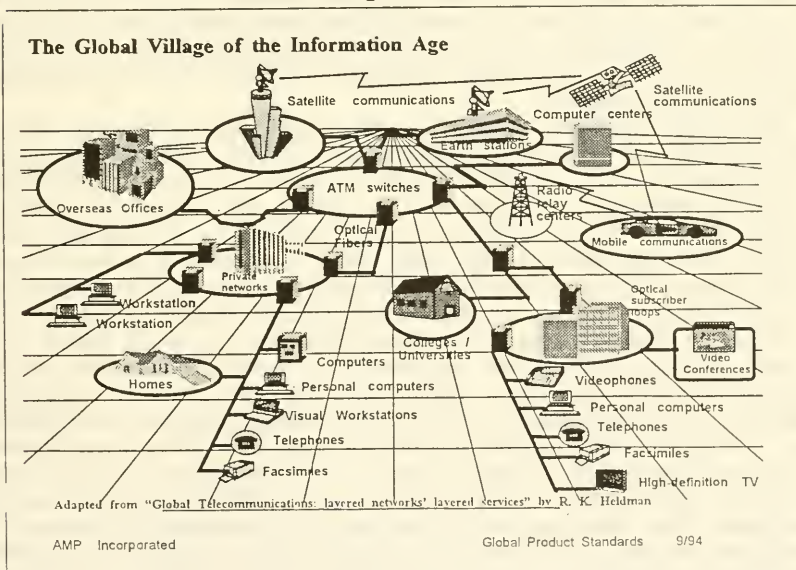 The Global Village of the Information Age
Satellite communications
Satellite
communications
Computer centers
Earth stations
Overseas Offices
ATM switches
Radio
relay
centers
Mobile communications
Optical
Fibers
Private
networks
Workstation
Workstation
Optical
subscriber
loops
Colleges /
Universities
Video
Conferences
Homes
Computers
Personal computers
Visual Workstations
Telephones
Facsimiles
Videophones
Personal computers
Telephones
Facsimiles
High-definition TV
Adapted from "Global Télecommunications: layered networks' layered services" by R. K. Heldman
AMP Incorporated
Global Product Standards 9/94